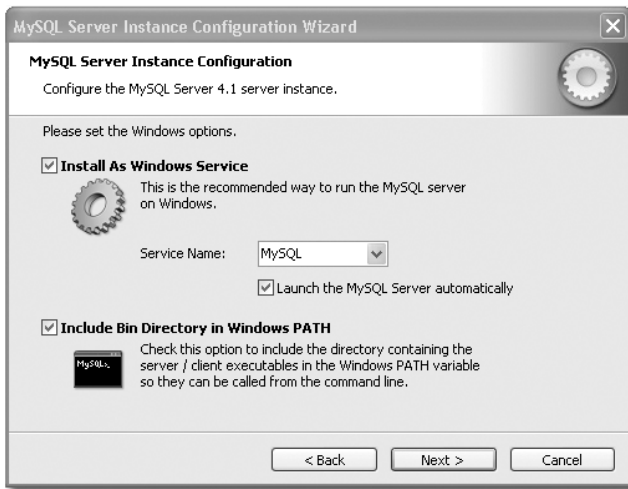 MySQL Server Instance Configuration Wizard
MySQL Server Instance Configuration
Configure the MySQL Server 4.1 server instance.
Please set the Windows options.
Install As Windows Service
This is the recommended way to run the MySQL server
on Windows.
Service Name: MySQL
Launch the MySQL Server automatically
Include Bin Directory in Windows PATH
MySQL>_
Check this option to include the directory containing the
server / client executables in the Windows PATH variable
so they can be called from the command line.
< Back Next > Cancel